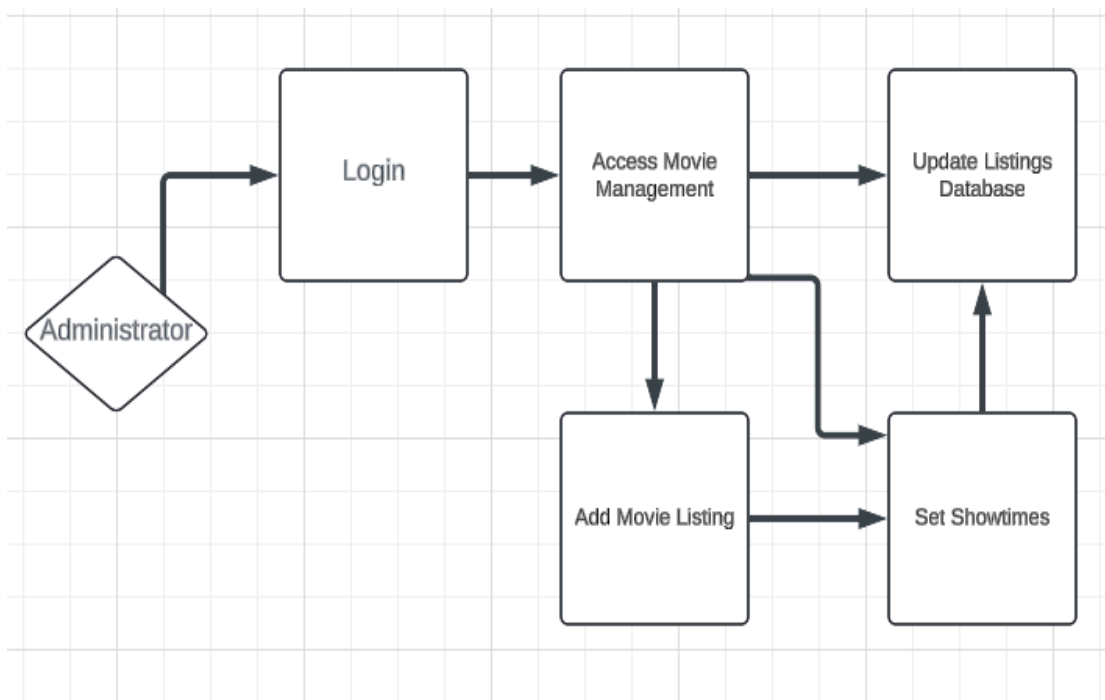 Login
Access Movie
Management
Update Listings
Database
Administrator
Add Movie Listing
Set Showtimes